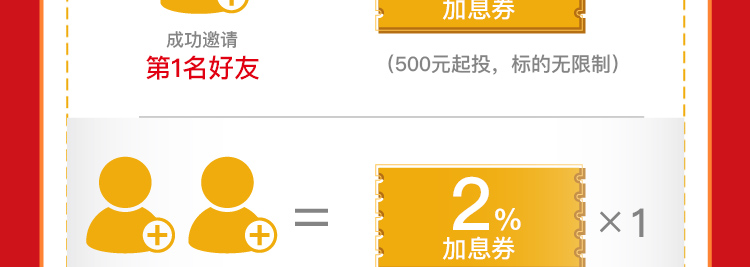 加息券
成功邀请
第1名好友
（500元起投，标的无限制）
=
2%
加息券
×1